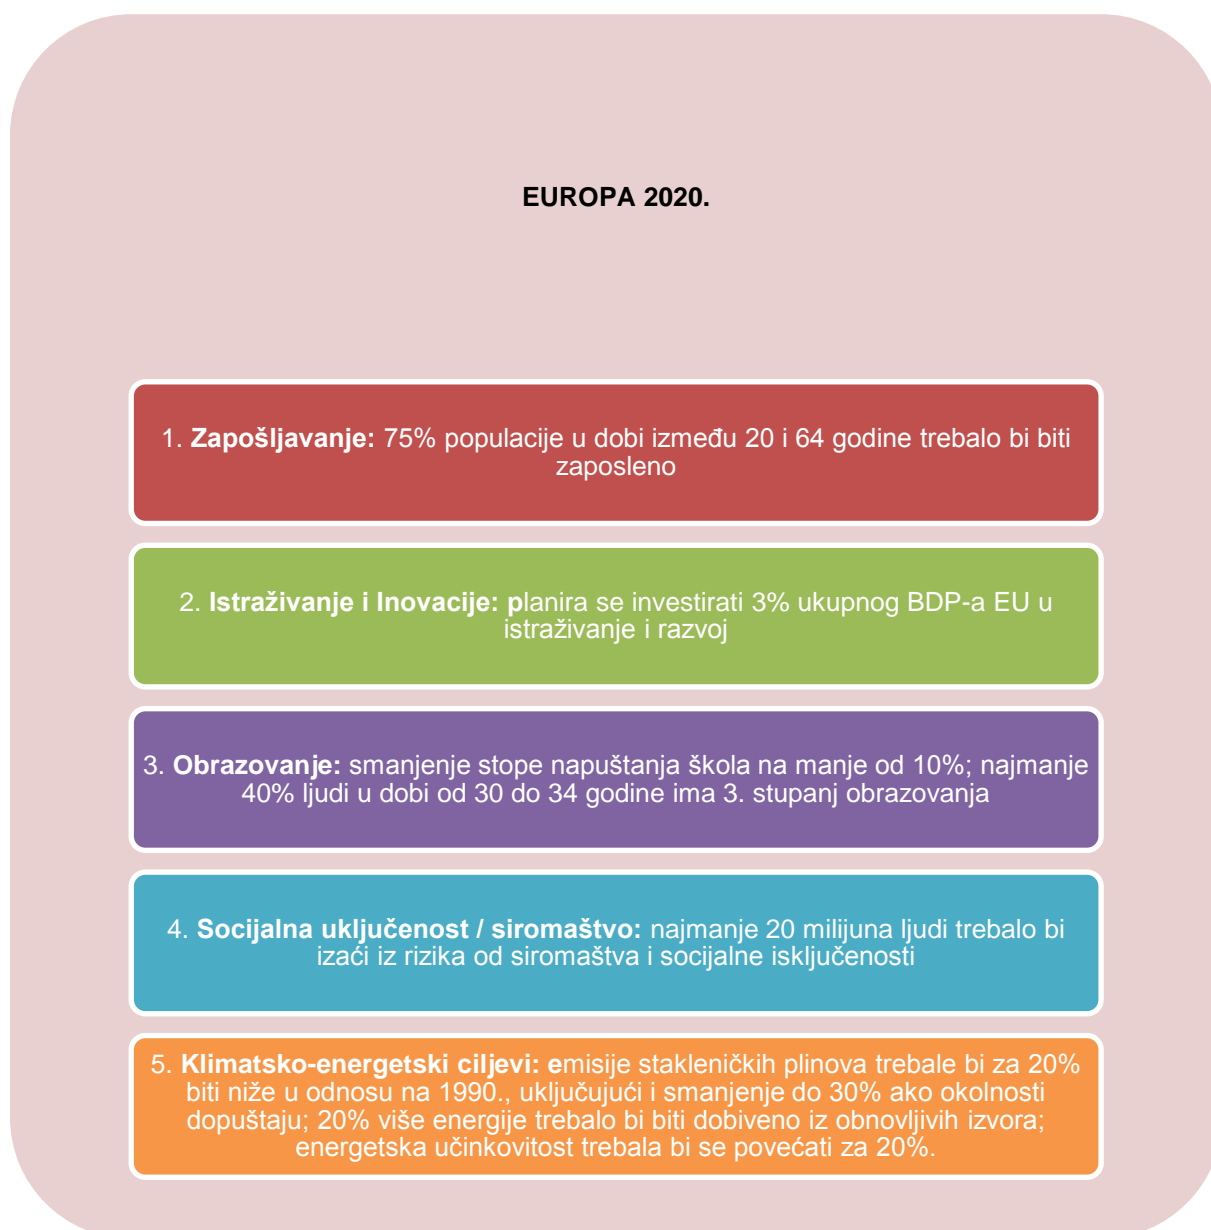 EUROPA 2020.
1. Zapošljavanje: 75% populacije u dobi između 20 i 64 godine trebalo bi biti
zaposleno
2. Istraživanje i Inovacije: planira se investirati 3% ukupnog BDP-a EU u
istraživanje i razvoj
3. Obrazovanje: smanjenje stope napuštanja škola na manje od 10%; najmanje
40% ljudi u dobi od 30 do 34 godine ima 3. stupanj obrazovanja
4. Socijalna uključenost / siromaštvo: najmanje 20 milijuna ljudi trebalo bi
izaći iz rizika od siromaštva i socijalne isključenosti
5. Klimatsko-energetski ciljevi: emisije stakleničkih plinova trebale bi za 20%
biti niže u odnosu na 1990., uključujući i smanjenje do 30% ako okolnosti
dopuštaju; 20% više energije trebalo bi biti dobiveno iz obnovljivih izvora;
energetska učinkovitost trebala bi se povećati za 20%.